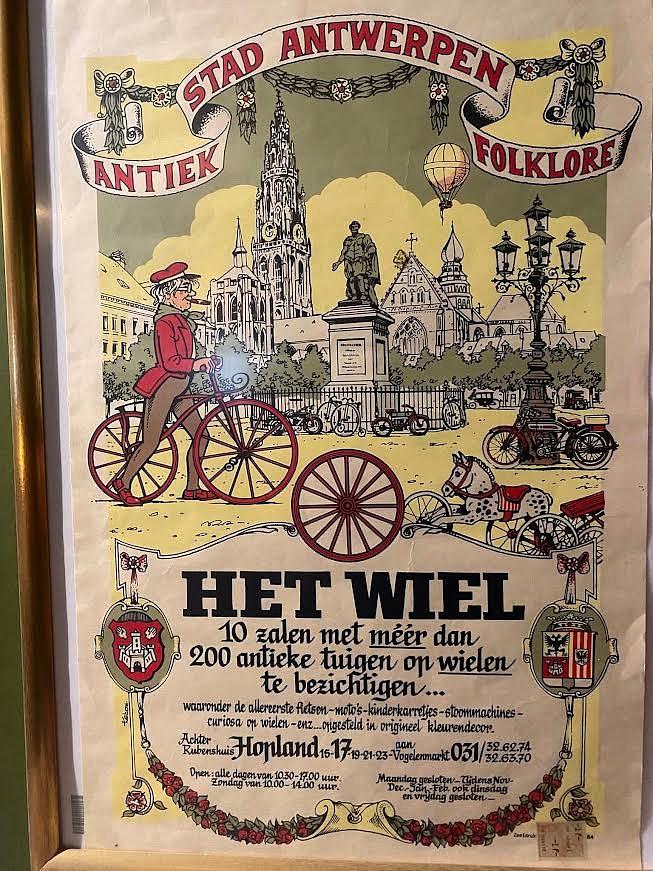 STAD ANTWERPEN
ANTIEK
FOLKLORE
HET WIEL
10 zalen met méér dan
200 antieke tuigen op wielen
te bezichtigen...
waaronder de allereerste fietsen-moto's-kinderkarretjes-stoommachines-
curiosa op wielen-enz...opgesteld in origineel kleurendecor.
Achter
Rubenshuis Hopland 15-17-19-21-23- aan Vogelenmarkt 031/ 32.62.74
32.63.70
Open: alle dagen van 10.30-17.00 uur.
Zondag van 10.00-14.00 uur.
Maandag gesloten-Tijdens Nov-
Dec.-Jan.-Feb. ook dinsdag
en vrijdag gesloten-